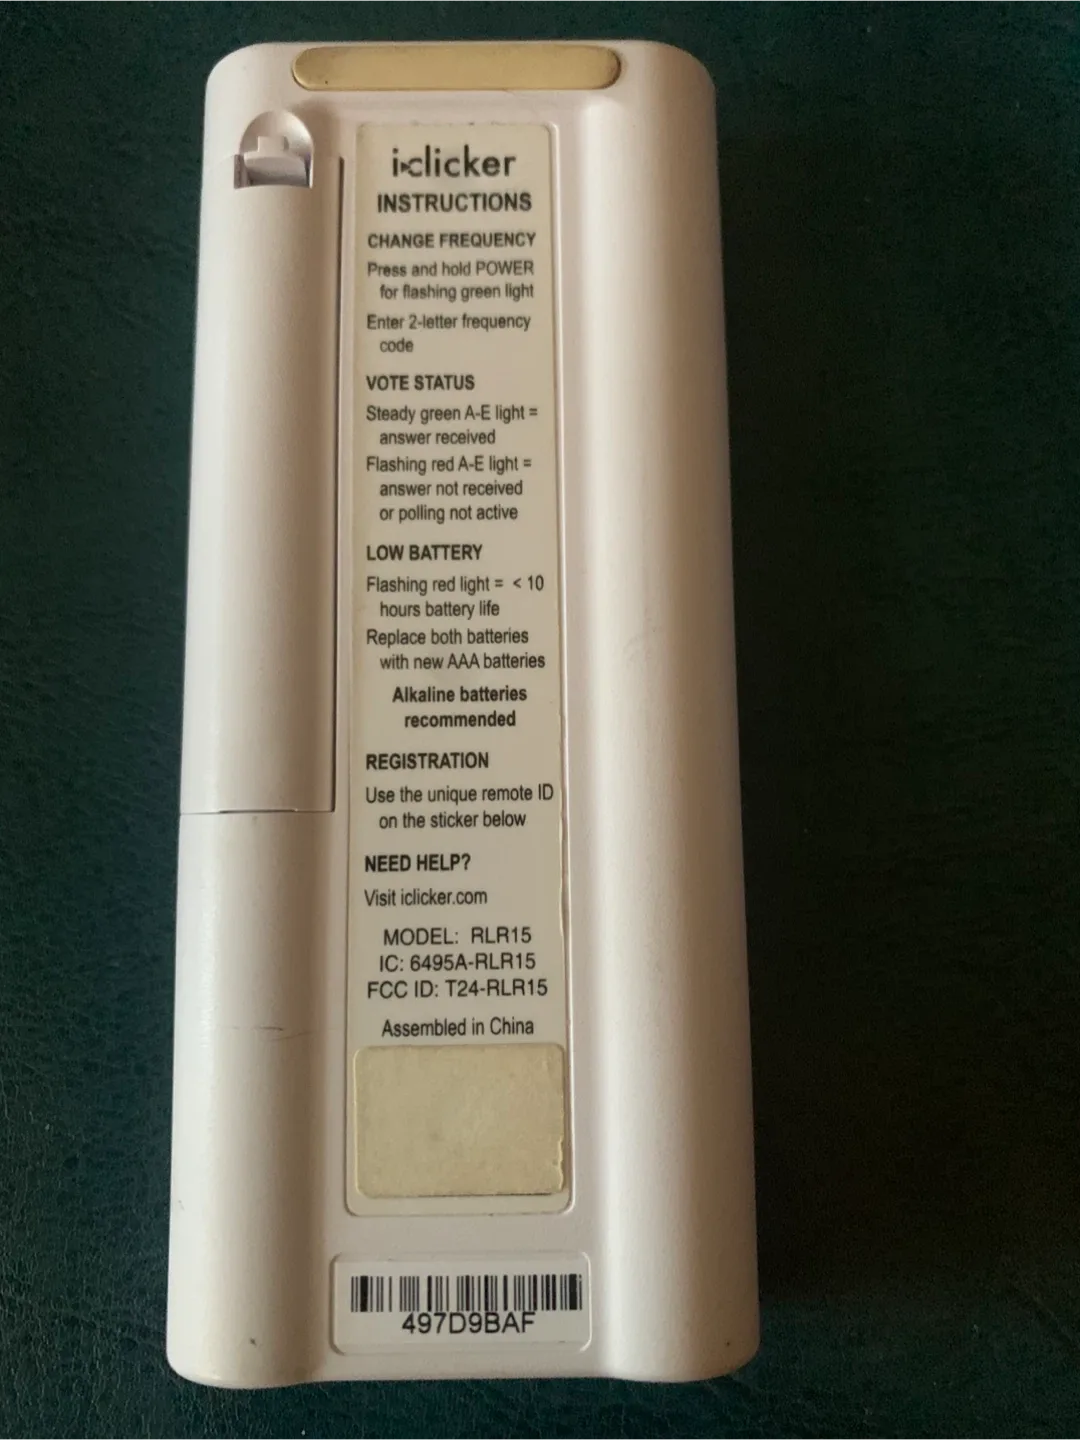 i-clicker
INSTRUCTIONS
CHANGE FREQUENCY
Press and hold POWER
for flashing green light
Enter 2-letter frequency
code
VOTE STATUS
Steady green A-E light =
answer received
Flashing red A-E light =
answer not received
or polling not active
LOW BATTERY
Flashing red light = < 10
hours battery life
Replace both batteries
with new AAA batteries
Alkaline batteries
recommended
REGISTRATION
Use the unique remote ID
on the sticker below
NEED HELP?
Visit iclicker.com
MODEL: RLR15
IC: 6495A-RLR15
FCC ID: T24-RLR15
Assembled in China
497D9BAF